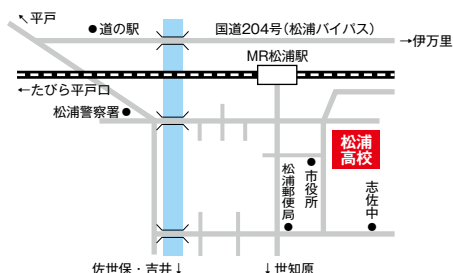 ↖平戸
●道の駅
国道204号(松浦バイパス)
→伊万里
MR松浦駅
←たびら平戸口
松浦警察署●
松浦
高校
市役所
松浦郵便局
志佐中
佐世保・吉井↓
↓世知原